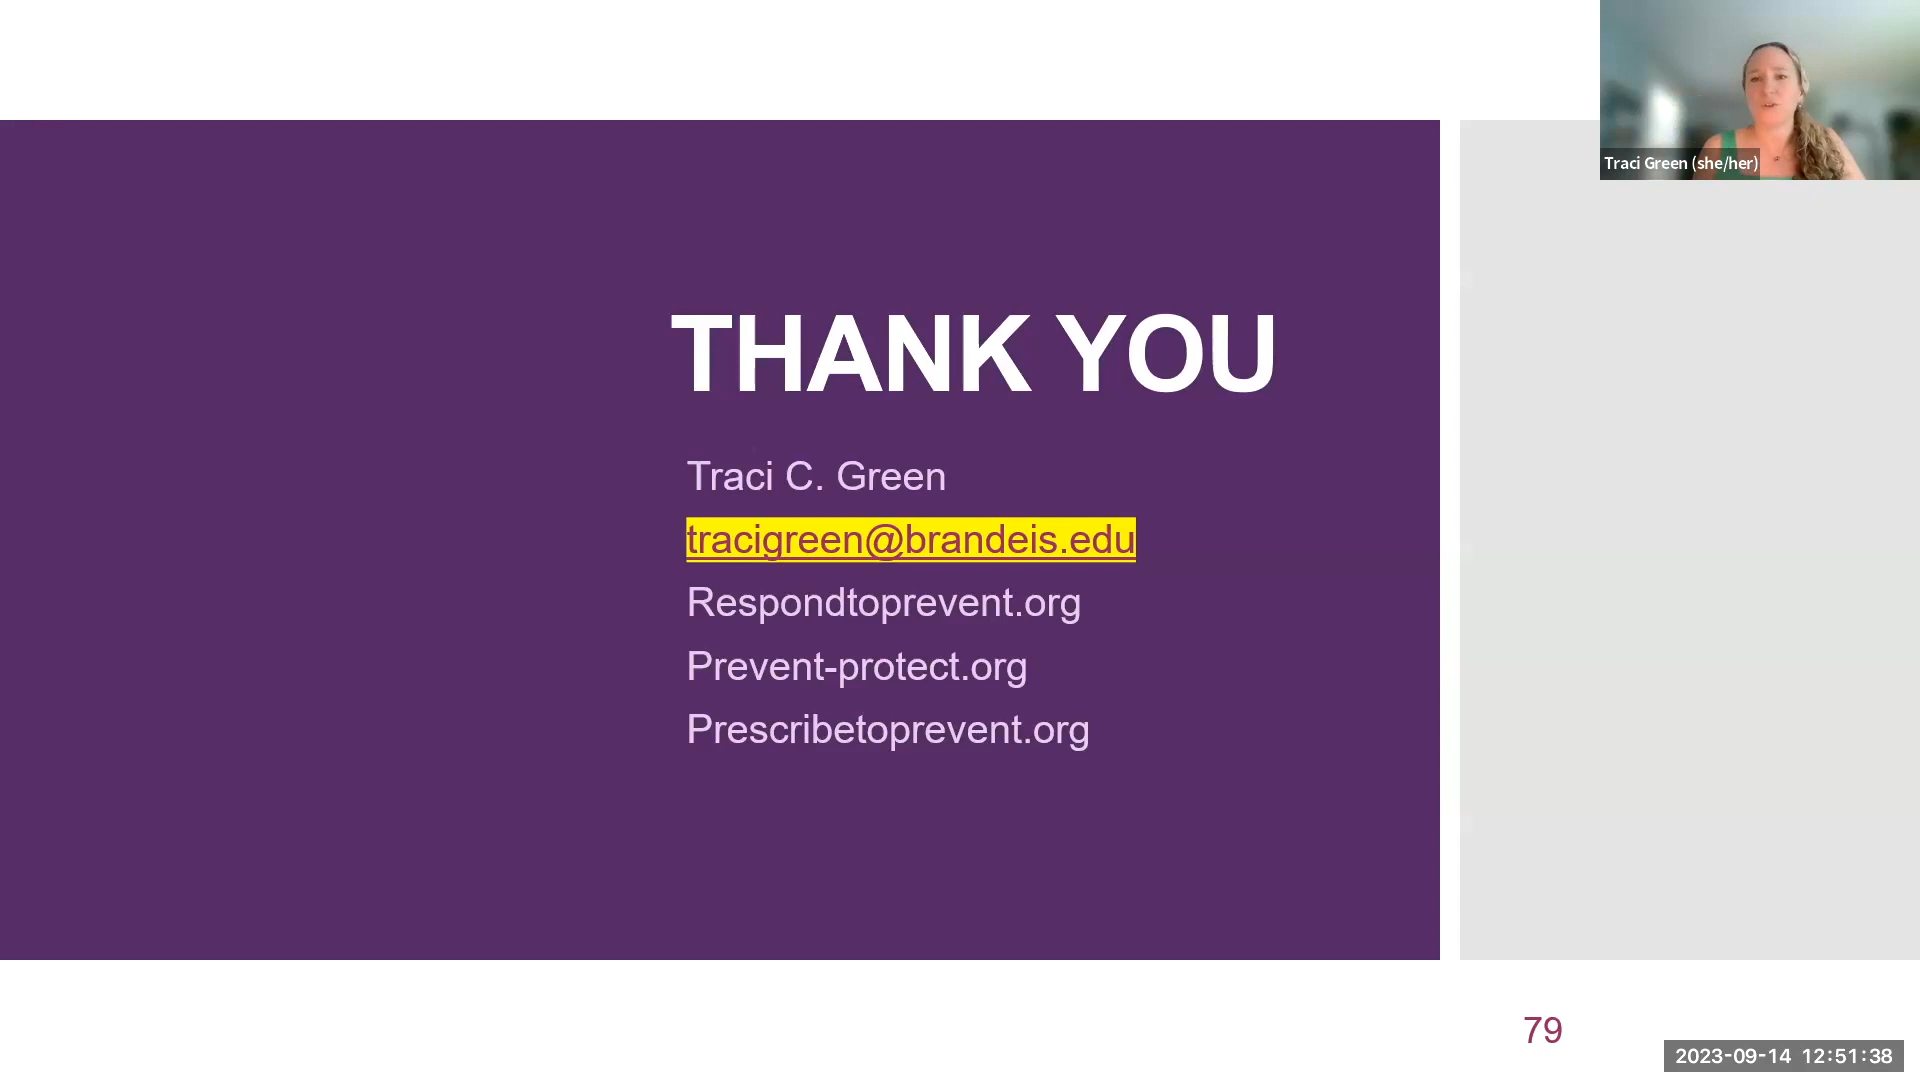 Traci Green (she/her)
THANK YOU
Traci C. Green
tracigreen@brandeis.edu
Respondtoprevent.org
Prevent-protect.org
Prescribetoprevent.org
79
2023-09-14 12:51:38